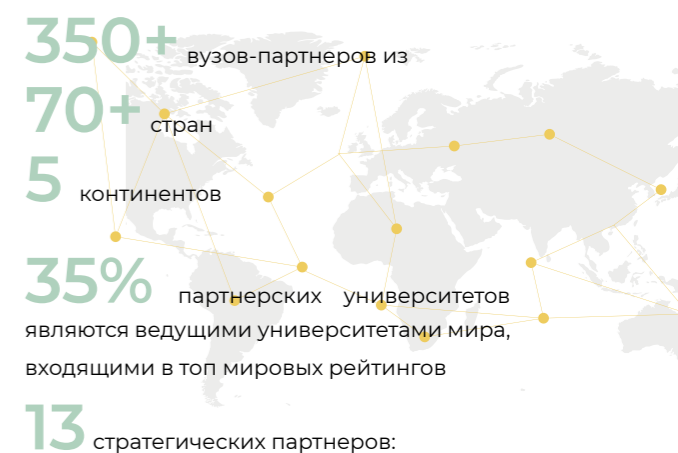 350+ вузов-партнеров из
70+ стран
5 континентов
35% партнерских университетов
являются ведущими университетами мира,
входящими в топ мировых рейтингов
13 стратегических партнеров: